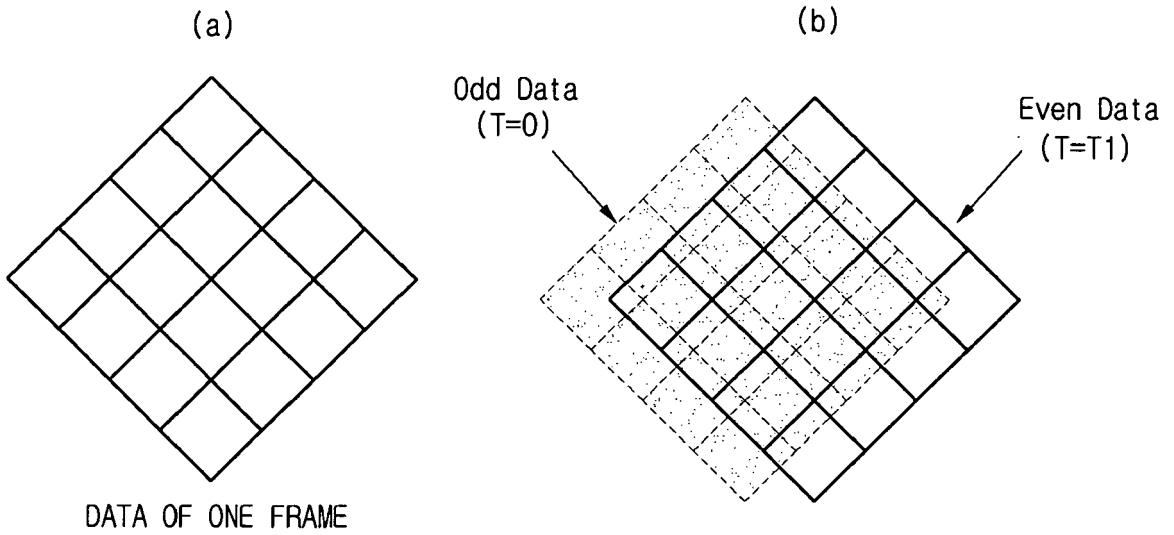 (a)
DATA OF ONE FRAME
(b)
Odd Data
(T=0)
Even Data
(T=T1)